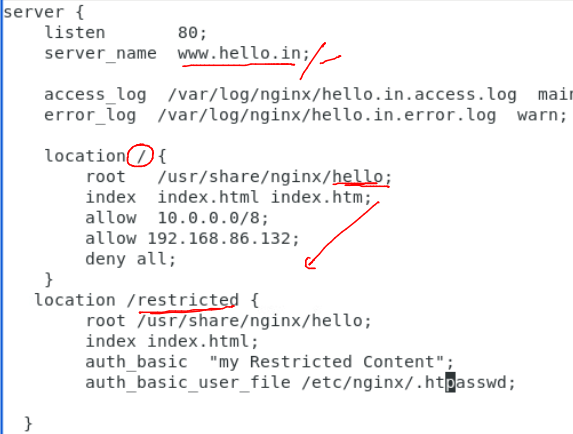 server {
listen 80;
server_name www.hello.in;
access_log /var/log/nginx/hello.in.access.log main
error_log /var/log/nginx/hello.in.error.log warn;
location / {
root /usr/share/nginx/hello;
index index.html index.htm;
allow 10.0.0.0/8;
allow 192.168.86.132;
deny all;
}
location /restricted {
root /usr/share/nginx/hello;
index index.html;
auth_basic "my Restricted Content";
auth_basic_user_file /etc/nginx/.htpasswd;
}